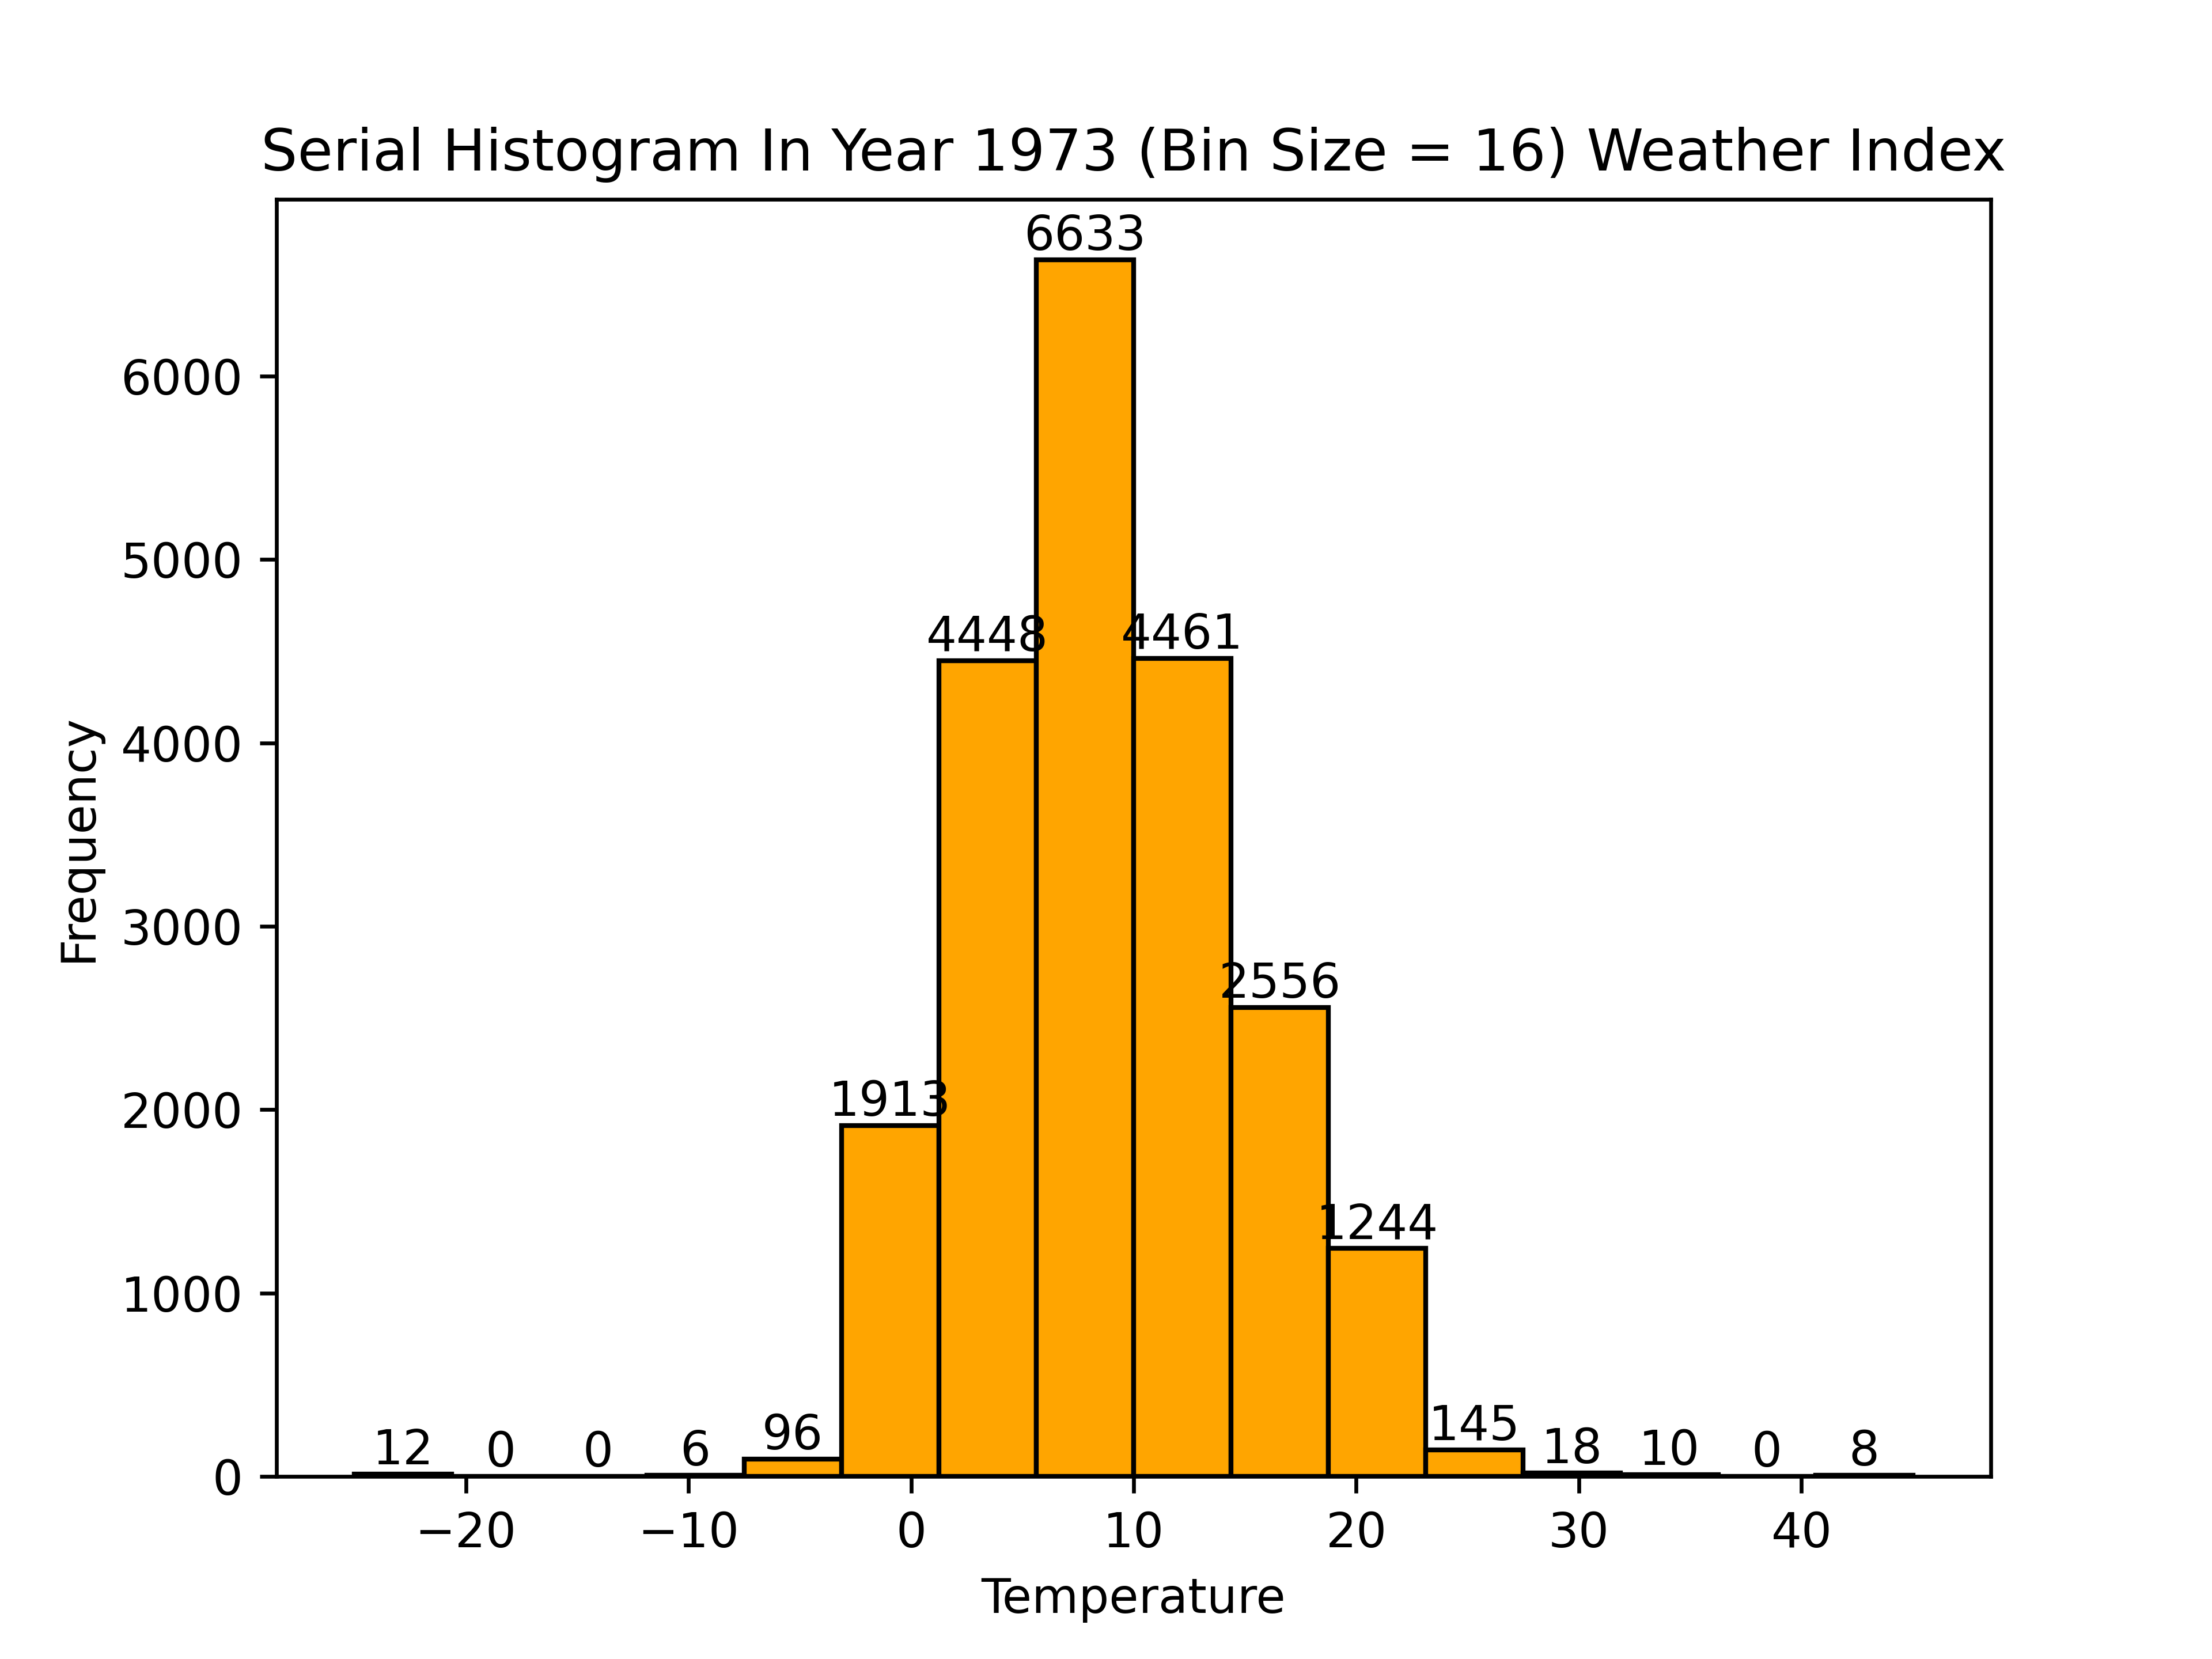 Serial Histogram In Year 1973 (Bin Size = 16) Weather Index
6633
6000
5000
4448
4461
4000
Frequency
3000
2556
2000
1913
1244
1000
12 0 0 6 96 145 18 10 0 8
0
−20 −10 0 10 20 30 40
Temperature